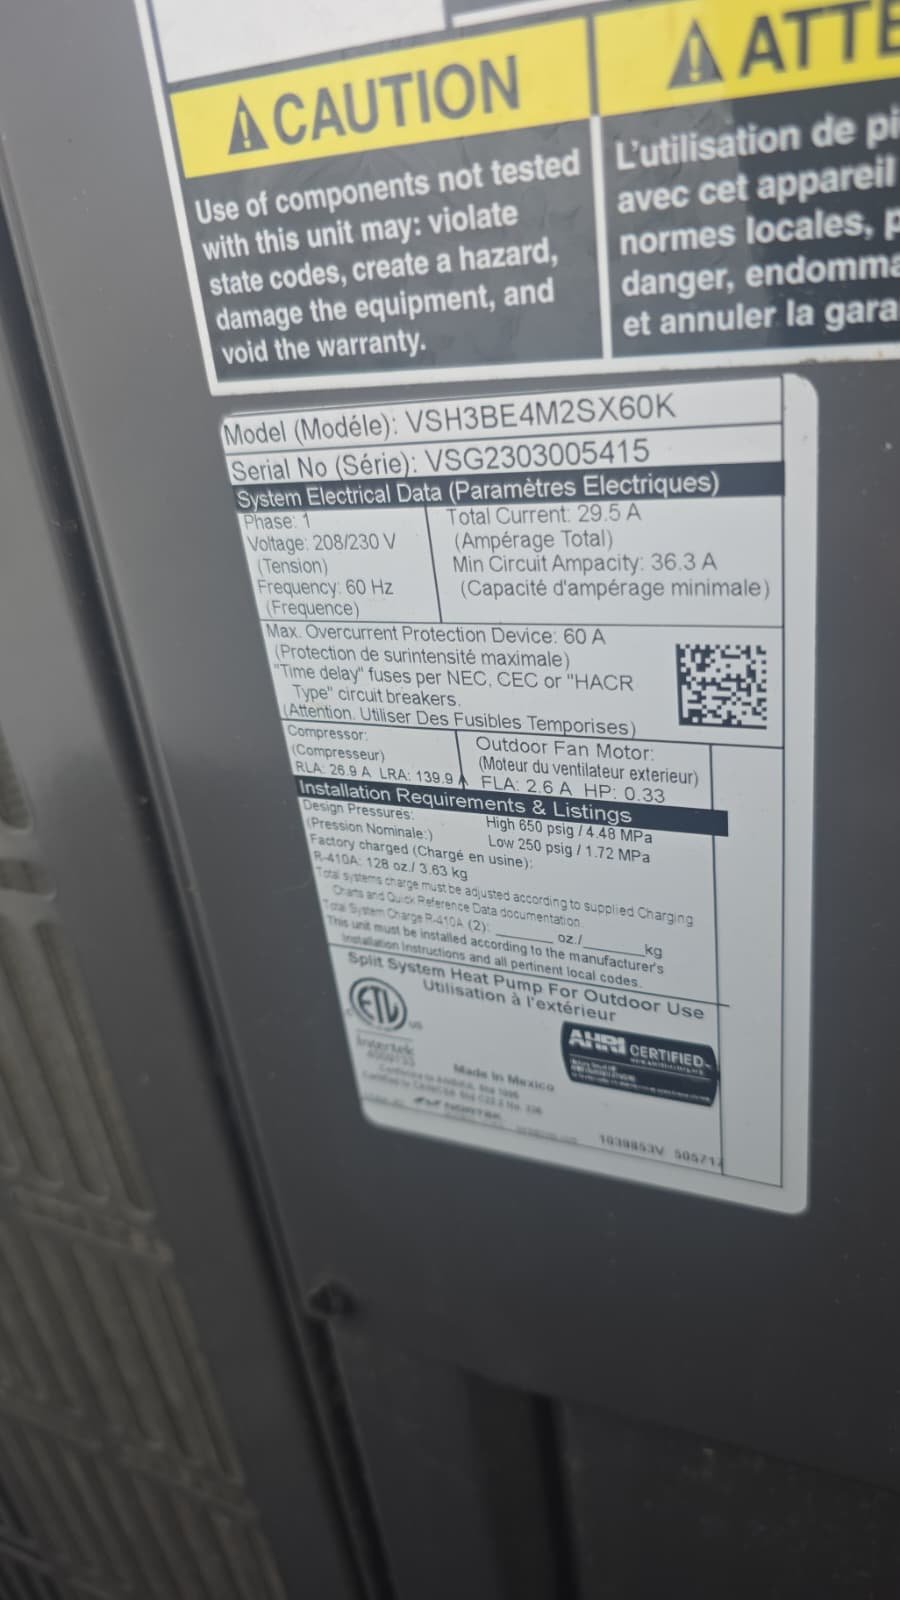 CAUTION
Use of components not tested
with this unit may: violate
state codes, create a hazard,
damage the equipment, and
void the warranty.
ATTE
L'utilisation de pi
avec cet appareil
normes locales, p
danger, endomma
et annuler la gara
Model (Modéle): VSH3BE4M2SX60K
Serial No (Série): VSG2303005415
System Electrical Data (Paramètres Electriques)
Phase: 1
Voltage: 208/230 V
(Tension)
Frequency: 60 Hz
(Frequence)
Total Current: 29.5 A
(Ampérage Total)
Min Circuit Ampacity: 36.3 A
(Capacité d'ampérage minimale)
Max. Overcurrent Protection Device: 60 A
(Protection de surintensité maximale)
"Time delay" fuses per NEC, CEC or "HACR
Type" circuit breakers.
(Attention. Utiliser Des Fusibles Temporises)
Compressor:
(Compresseur)
RLA: 26.9 A LRA: 139.9 A
Outdoor Fan Motor:
(Moteur du ventilateur exterieur)
FLA: 2.6 A HP: 0.33
Installation Requirements & Listings
Design Pressures:
(Pression Nominale:)
High 650 psig / 4.48 MPa
Low 250 psig / 1.72 MPa
Factory charged (Chargé en usine):
R-410A: 128 oz./ 3.63 kg
Total systems charge must be adjusted according to supplied Charging
Charts and Quick Reference Data documentation.
Total System Charge R-410A (2): ________ oz./________kg
This unit must be installed according to the manufacturer's
Installation Instructions and all pertinent local codes.
Split System Heat Pump For Outdoor Use
Utilisation à l'extérieur
ETL
c us
Intertek
AHRI CERTIFIED
Made In Mexico
NORTEK
1039853V